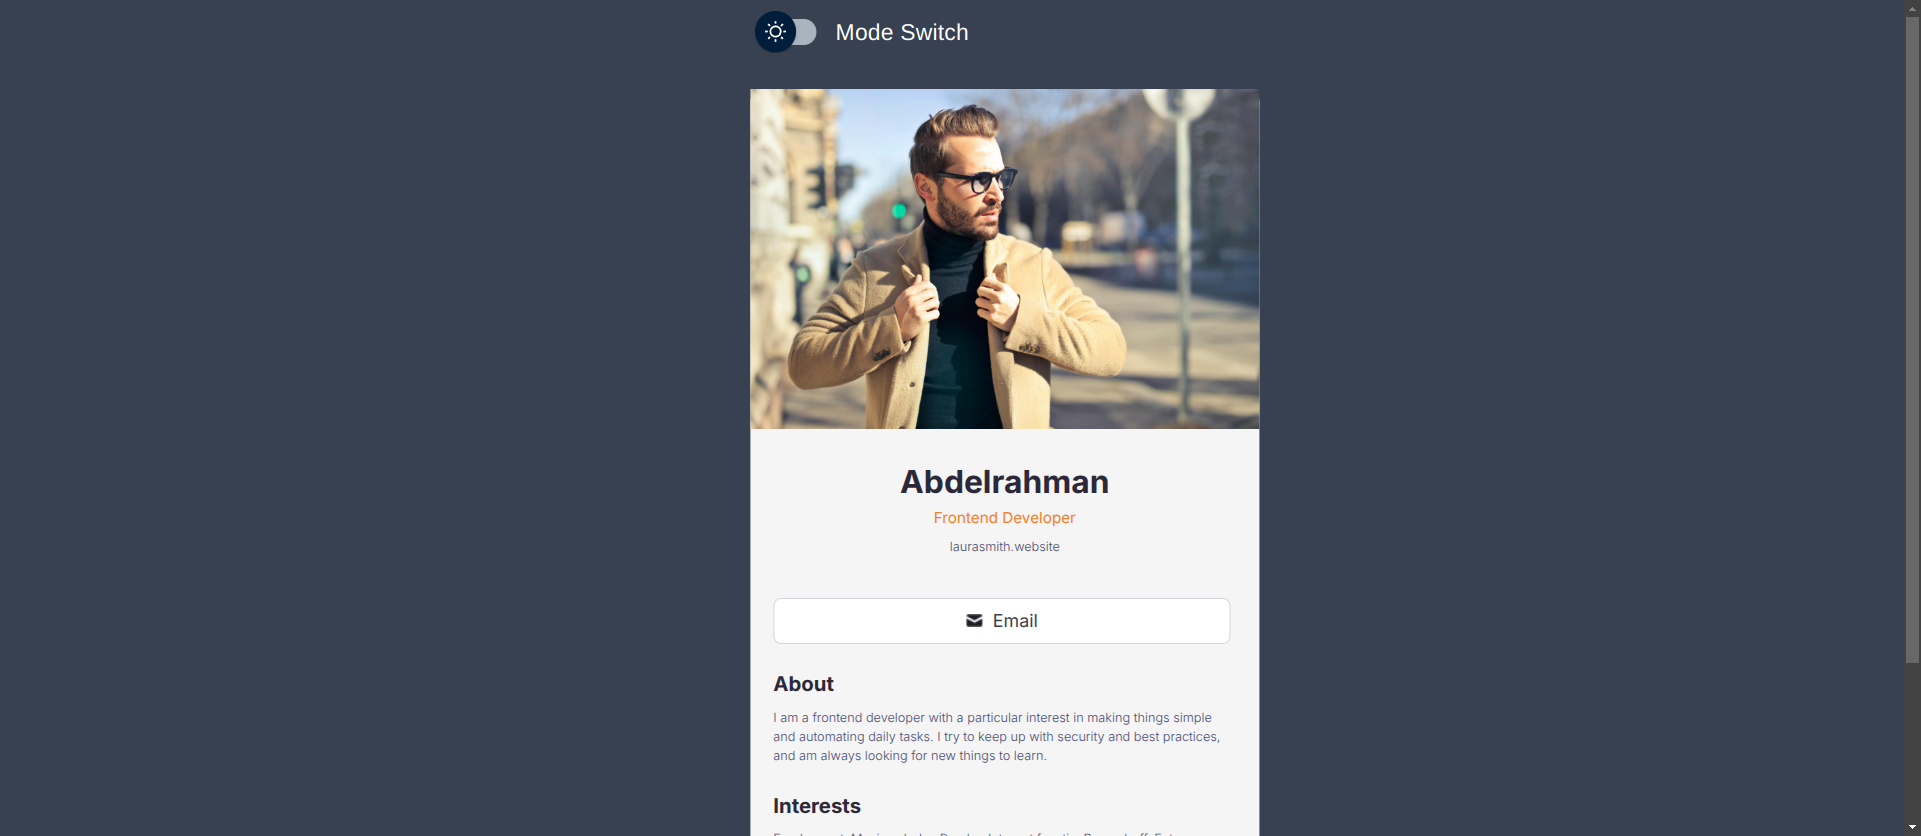 Mode Switch
Abdelrahman
Frontend Developer
laurasmith.website
Email
About
I am a frontend developer with a particular interest in making things simple
and automating daily tasks. I try to keep up with security and best practices,
and am always looking for new things to learn.
Interests